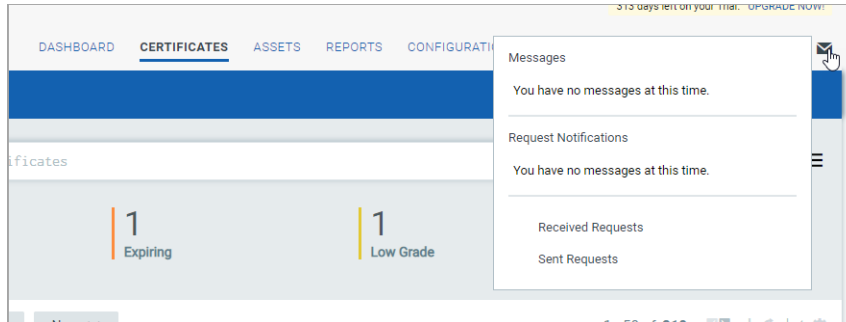 313 days left on your Trial. UPGRADE NOW!
DASHBOARD CERTIFICATES ASSETS REPORTS CONFIGURATI
Messages
You have no messages at this time.
Request Notifications
You have no messages at this time.
ificates
1 Expiring
1 Low Grade
Received Requests
Sent Requests